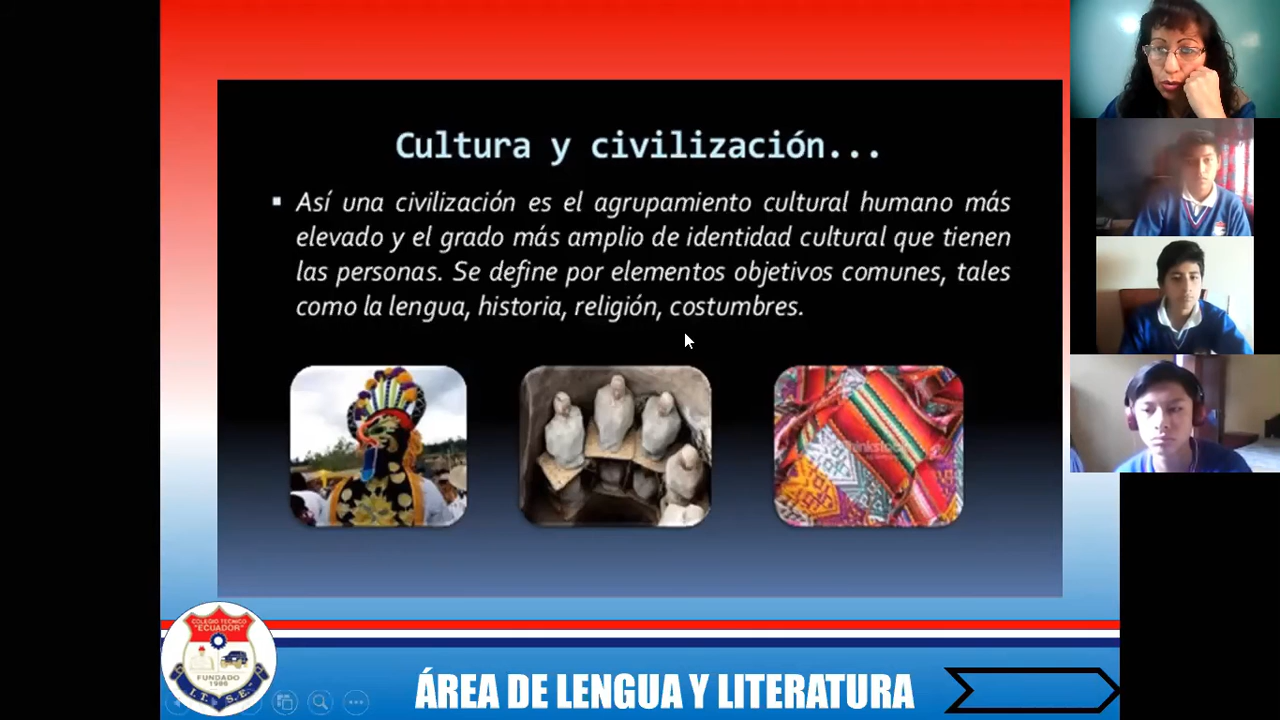 Cultura y civilización...
▪ Así una civilización es el agrupamiento cultural humano más
elevado y el grado más amplio de identidad cultural que tienen
las personas. Se define por elementos objetivos comunes, tales
como la lengua, historia, religión, costumbres.
COLEGIO TECNICO
"ECUADOR"
FUNDADO
1986
I.T.S.E.
ÁREA DE LENGUA Y LITERATURA